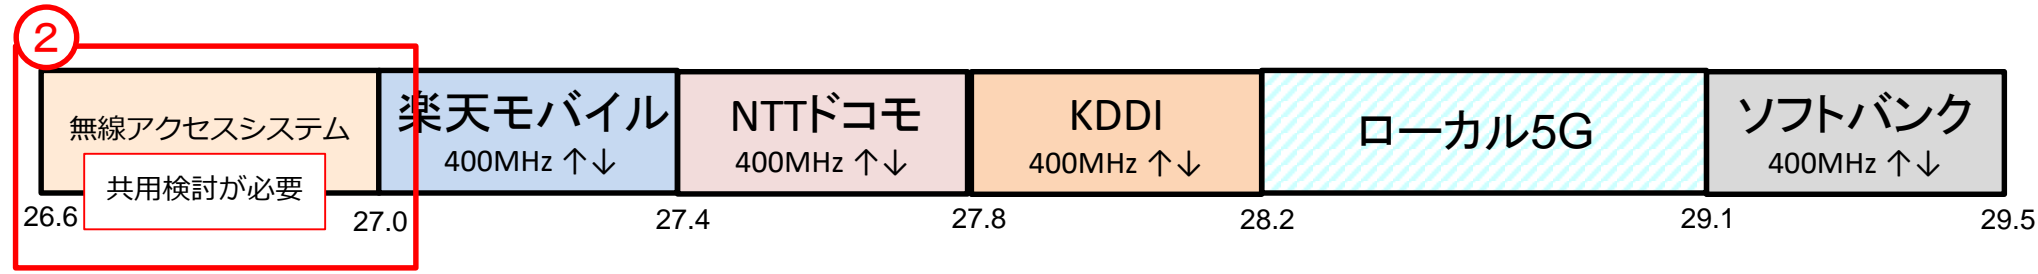 2
無線アクセスシステム
共用検討が必要
楽天モバイル
400MHz ↑↓
NTTドコモ
400MHz ↑↓
KDDI
400MHz ↑↓
ローカル5G
ソフトバンク
400MHz ↑↓
26.6
27.0
27.4
27.8
28.2
29.1
29.5